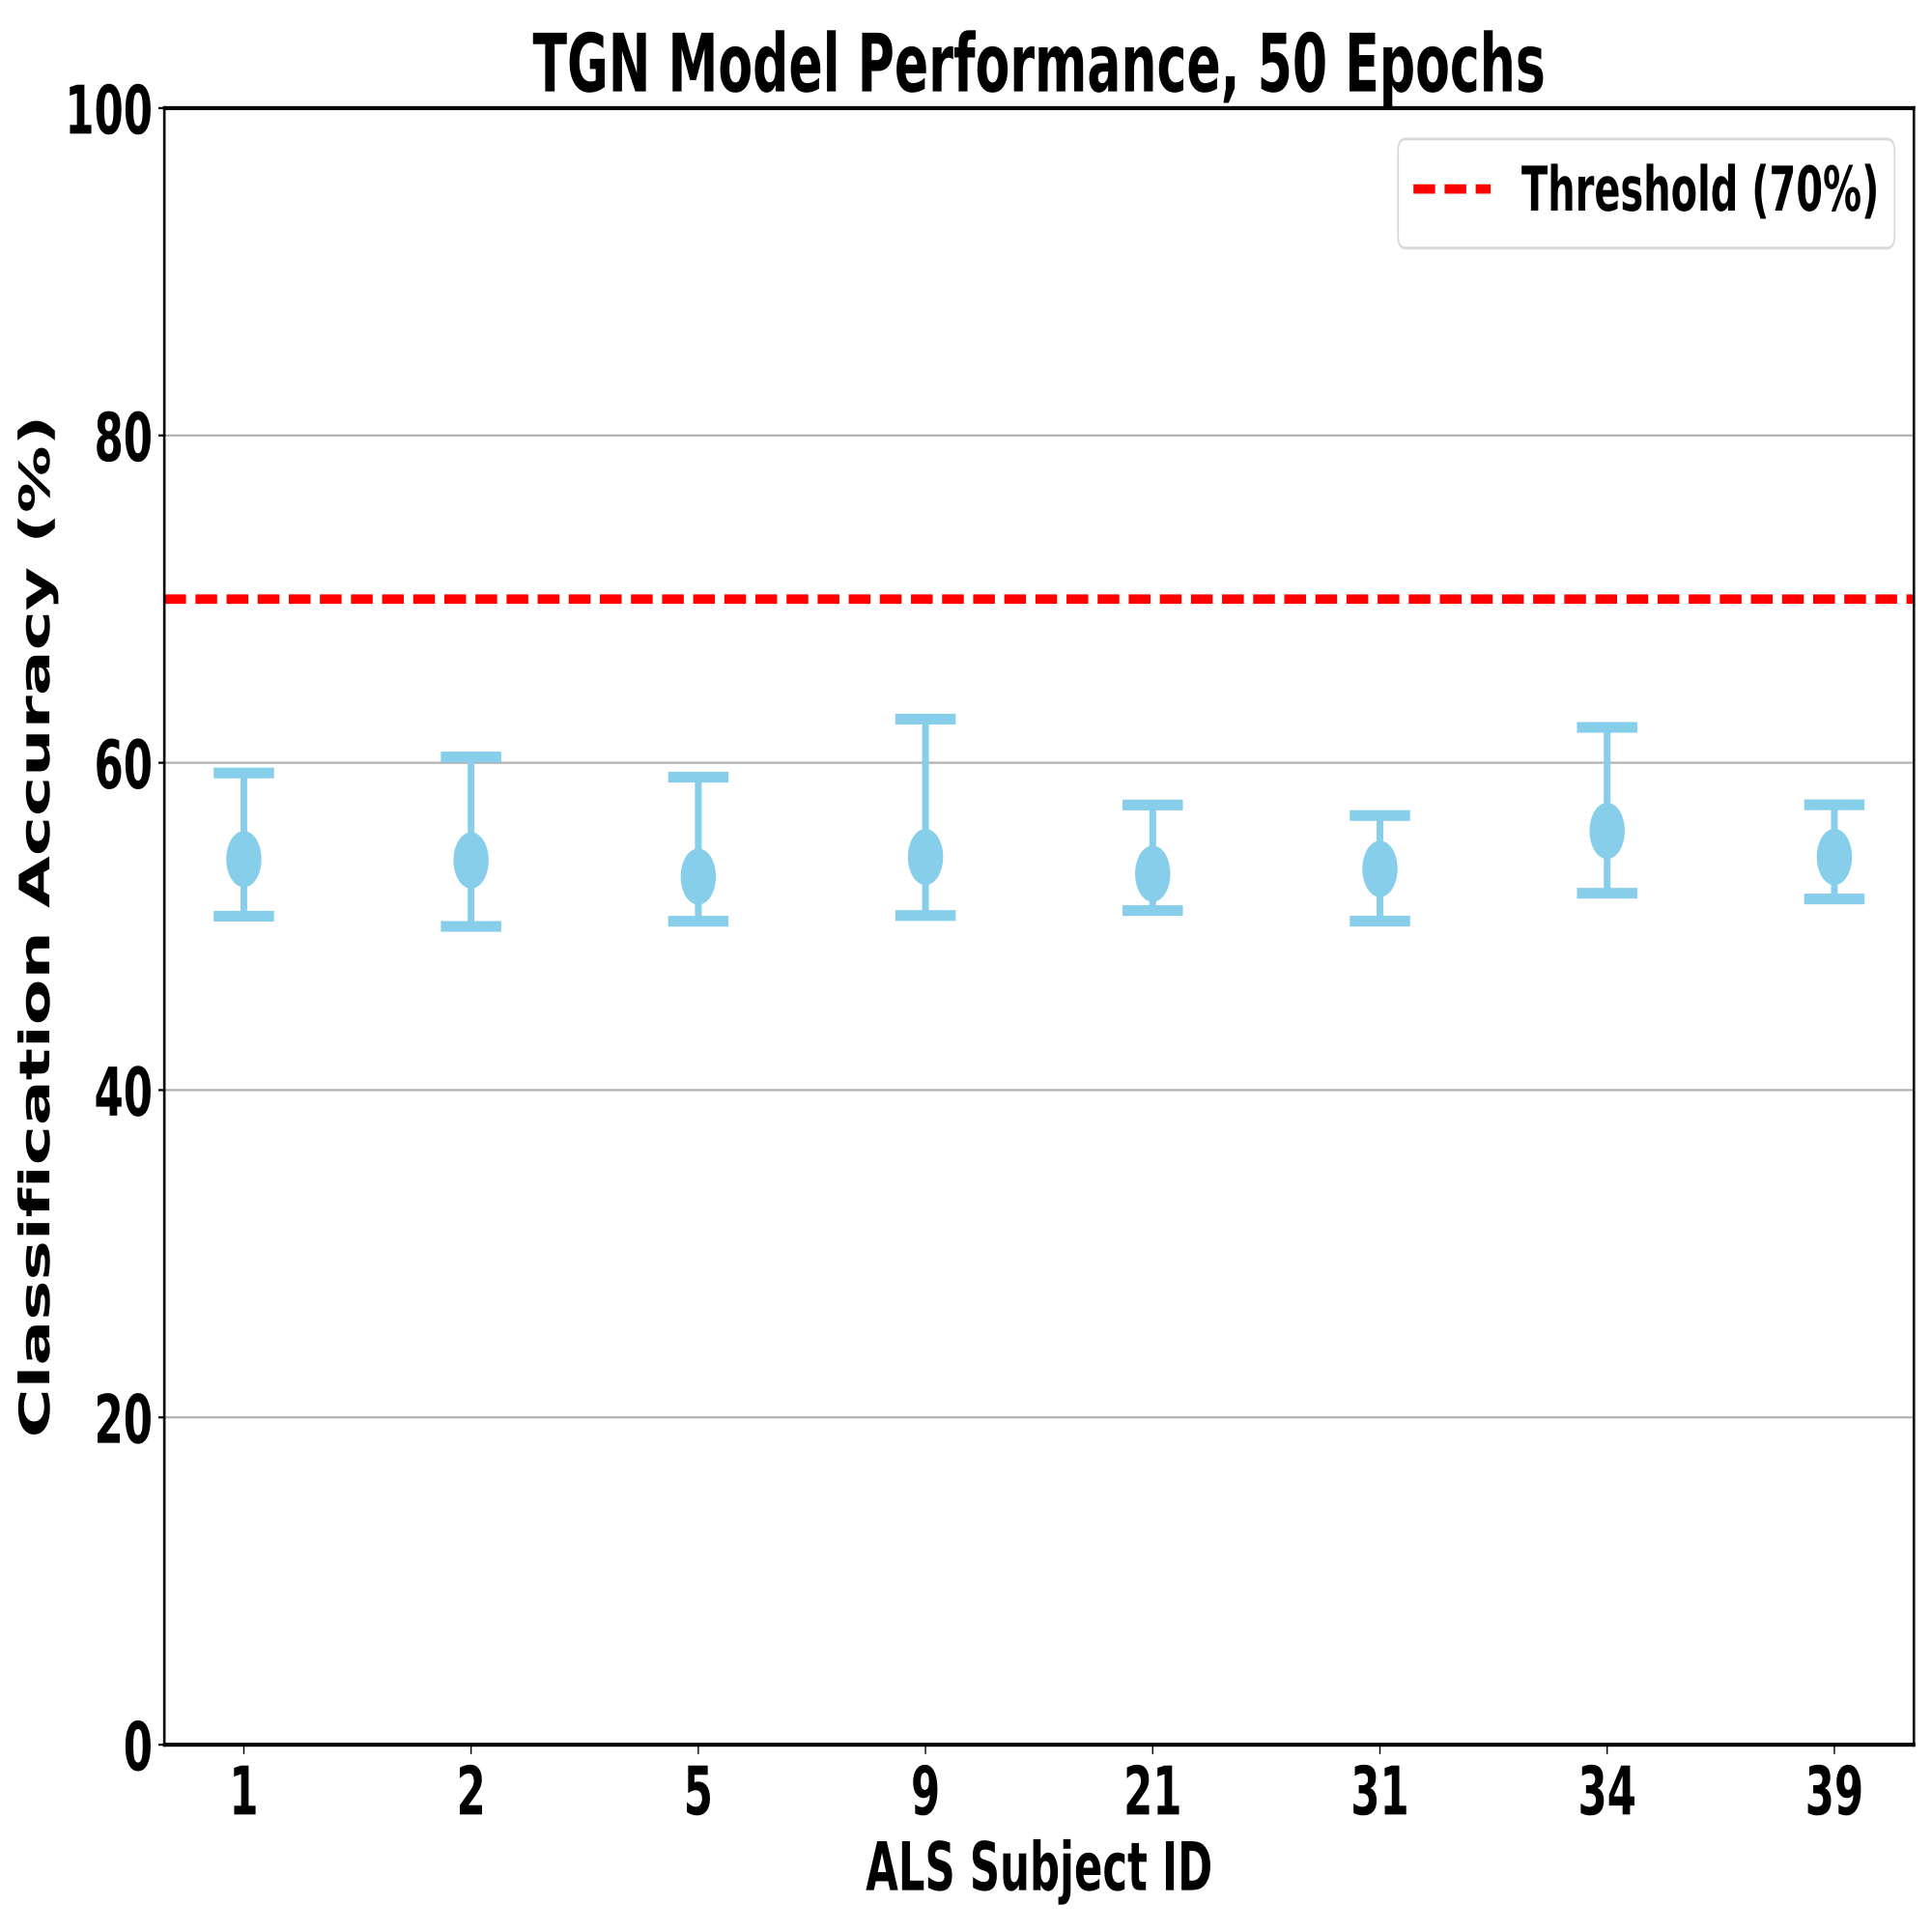 TGN Model Performance, 50 Epochs
Threshold (70%)
Classification Accuracy (%)
100
80
60
40
20
0
1 2 5 9 21 31 34 39
ALS Subject ID